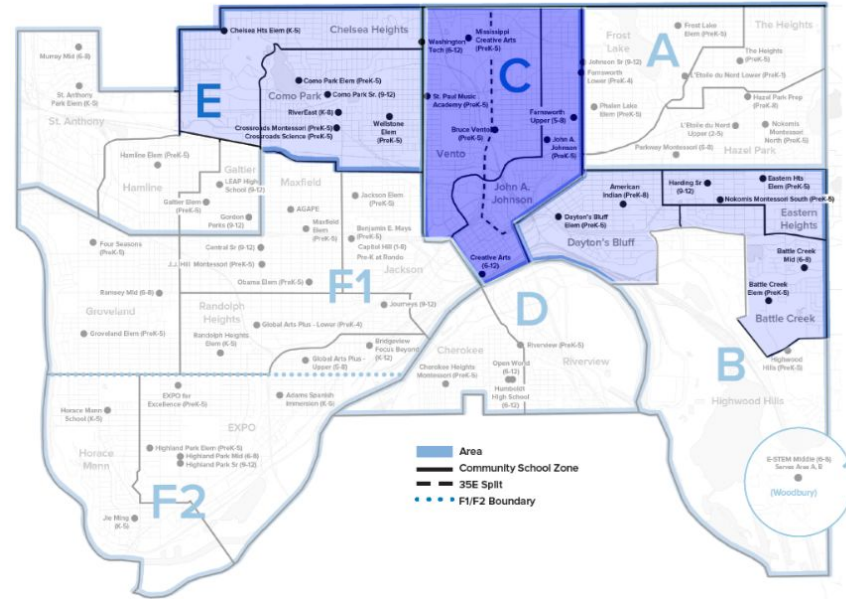 Chelsea Hts Elem (K-5)
Chelsea Heights
Washington
Tech (6-12)
Mississippi
Creative Arts
(PreK-5)
Frost
Lake
Frost Lake
Elem (PreK-5)
The Heights
A
Murray Mid (6-8)
Johnson Sr (9-12)
The Heights
(PreK-5)
Farnsworth
Lower (PreK-4)
L'Etoile du Nord Lower (PreK-1)
St. Anthony
Park Elem (K-5)
St. Anthony
E
Como Park Elem (PreK-5)
Como Park
Como Park Sr. (9-12)
C
St. Paul Music
Academy (PreK-5)
Phalen Lake
Elem (PreK-5)
Hazel Park Prep
(PreK-8)
RiverEast (K-8)
Wellstone
Elem
(PreK-5)
Crossroads Montessori (PreK-5)
Crossroads Science (PreK-5)
Farnsworth
Upper (5-8)
Bruce Vento
(PreK-5)
L'Etoile du Nord
Upper (2-5)
Nokomis
Montessori
North (PreK-5)
Vento
John A.
Johnson
(PreK-5)
Parkway Montessori (5-8)
Hazel Park
Hamline Elem (PreK-5)
Galtier
Hamline
LEAP High
School (9-12)
Maxfield
Jackson Elem
(PreK-5)
John A.
Johnson
American
Indian (PreK-8)
Harding Sr
(9-12)
Eastern Hts
Elem (PreK-5)
Nokomis Montessori South (PreK-5)
Galtier Elem
(PreK-5)
Gordon
Parks (9-12)
AGAPE
Maxfield
Elem
(PreK-5)
Benjamin E. Mays
(PreK-5)
Capitol Hill (1-8)
Pre-K at Rondo
Dayton's Bluff
Elem (PreK-5)
Dayton's Bluff
Eastern
Heights
Four Seasons
(PreK-5)
Central Sr (9-12)
J.J. Hill Montessori (PreK-5)
Jackson
Creative Arts
(6-12)
Battle Creek
Mid (6-8)
Obama Elem (PreK-5)
F1
Battle Creek
Elem (PreK-5)
Battle Creek
Ramsey Mid (6-8)
Groveland
Randolph
Heights
Journeys (9-12)
D
Groveland Elem (PreK-5)
Randolph Heights
Elem (K-5)
Global Arts Plus - Lower (PreK-4)
Bridgeview
Focus Beyond
(K-12)
Global Arts Plus -
Upper (5-8)
Cherokee
Riverview (PreK-5)
Riverview
Cherokee Heights
Montessori (PreK-5)
Open World
(6-12)
Humboldt
High School
(6-12)
B
Highwood
Hills (PreK-5)
Highwood Hills
EXPO for
Excellence (PreK-5)
Adams Spanish
Immersion (K-5)
Horace Mann
School (K-5)
EXPO
Highland Park Elem (PreK-5)
Highland Park Mid (6-8)
Highland Park Sr (9-12)
Horace
Mann
F2
Jie Ming
(K-5)
Area
Community School Zone
35E Split
F1/F2 Boundary
E-STEM Middle (6-8)
Serves Area A, B
(Woodbury)